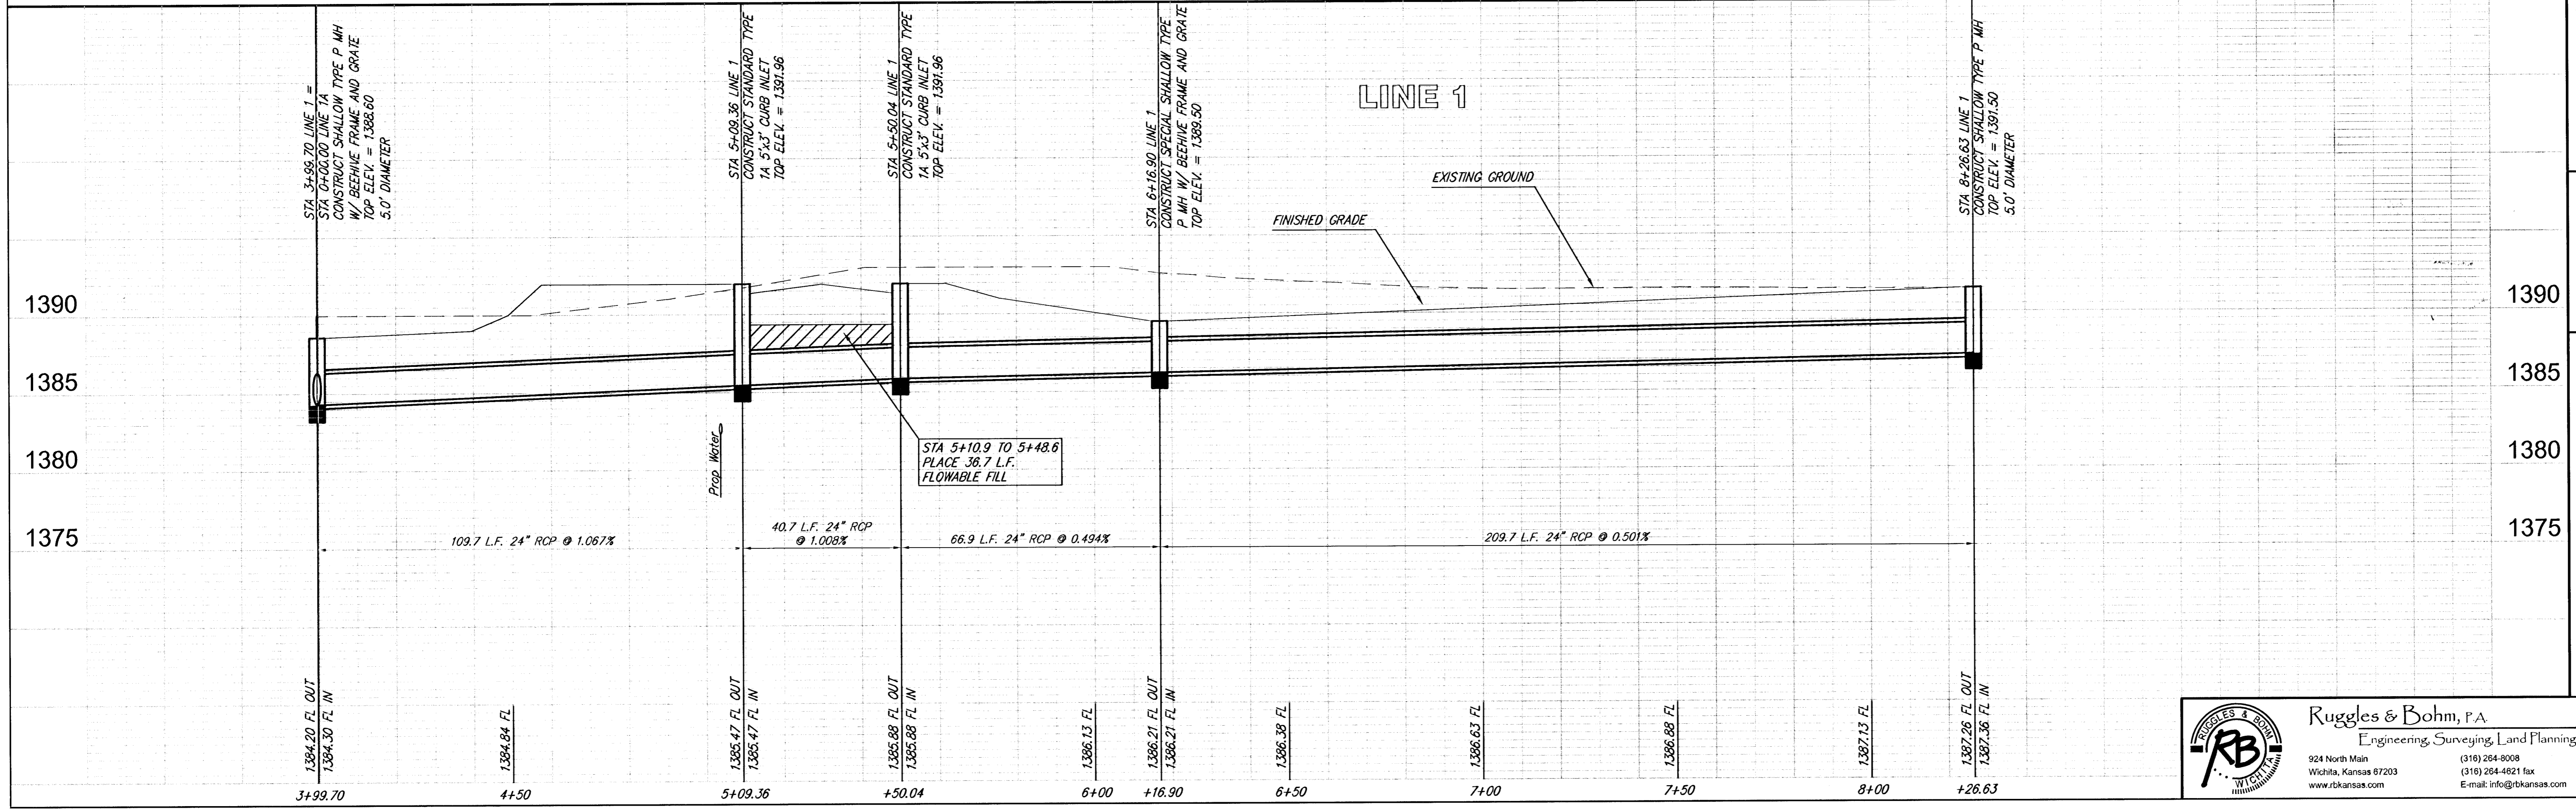 STA 3+99.70 LINE 1 =
STA 0+00.00 LINE 1A
CONSTRUCT SHALLOW TYPE P MH
W/ BEEHIVE FRAME AND GRATE
TOP ELEV. = 1388.60
5.0' DIAMETER
STA 5+09.36 LINE 1
CONSTRUCT STANDARD TYPE
1A 5'x3' CURB INLET
TOP ELEV. = 1391.96
STA 5+50.04 LINE 1
CONSTRUCT STANDARD TYPE
1A 5'x3' CURB INLET
TOP ELEV. = 1391.96
STA 6+16.90 LINE 1
CONSTRUCT SPECIAL SHALLOW TYPE
P MH W/ BEEHIVE FRAME AND GRATE
TOP ELEV. = 1389.50
LINE 1
STA 8+26.63 LINE 1
CONSTRUCT SHALLOW TYPE P MH
TOP ELEV. = 1391.50
5.0' DIAMETER
EXISTING GROUND
FINISHED GRADE
1390
1390
1385
1385
1380
1380
1375
1375
Prop Water
STA 5+10.9 TO 5+48.6
PLACE 36.7 L.F.
FLOWABLE FILL
109.7 L.F. 24" RCP @ 1.067%
40.7 L.F. 24" RCP
@ 1.008%
66.9 L.F. 24" RCP @ 0.494%
209.7 L.F. 24" RCP @ 0.501%
1384.20 FL OUT
1384.30 FL IN
1384.84 FL
1385.47 FL OUT
1385.47 FL IN
1385.88 FL OUT
1385.88 FL IN
1386.13 FL
1386.21 FL OUT
1386.21 FL IN
1386.38 FL
1386.63 FL
1386.88 FL
1387.13 FL
1387.26 FL OUT
1387.36 FL IN
3+99.70
4+50
5+09.36
+50.04
6+00
+16.90
6+50
7+00
7+50
8+00
+26.63
RUGGLES & BOHM
RB
WICHITA
Ruggles & Bohm, P.A.
Engineering, Surveying, Land Planning
924 North Main
Wichita, Kansas 67203
www.rbkansas.com
(316) 264-8008
(316) 264-4621 fax
E-mail: info@rbkansas.com